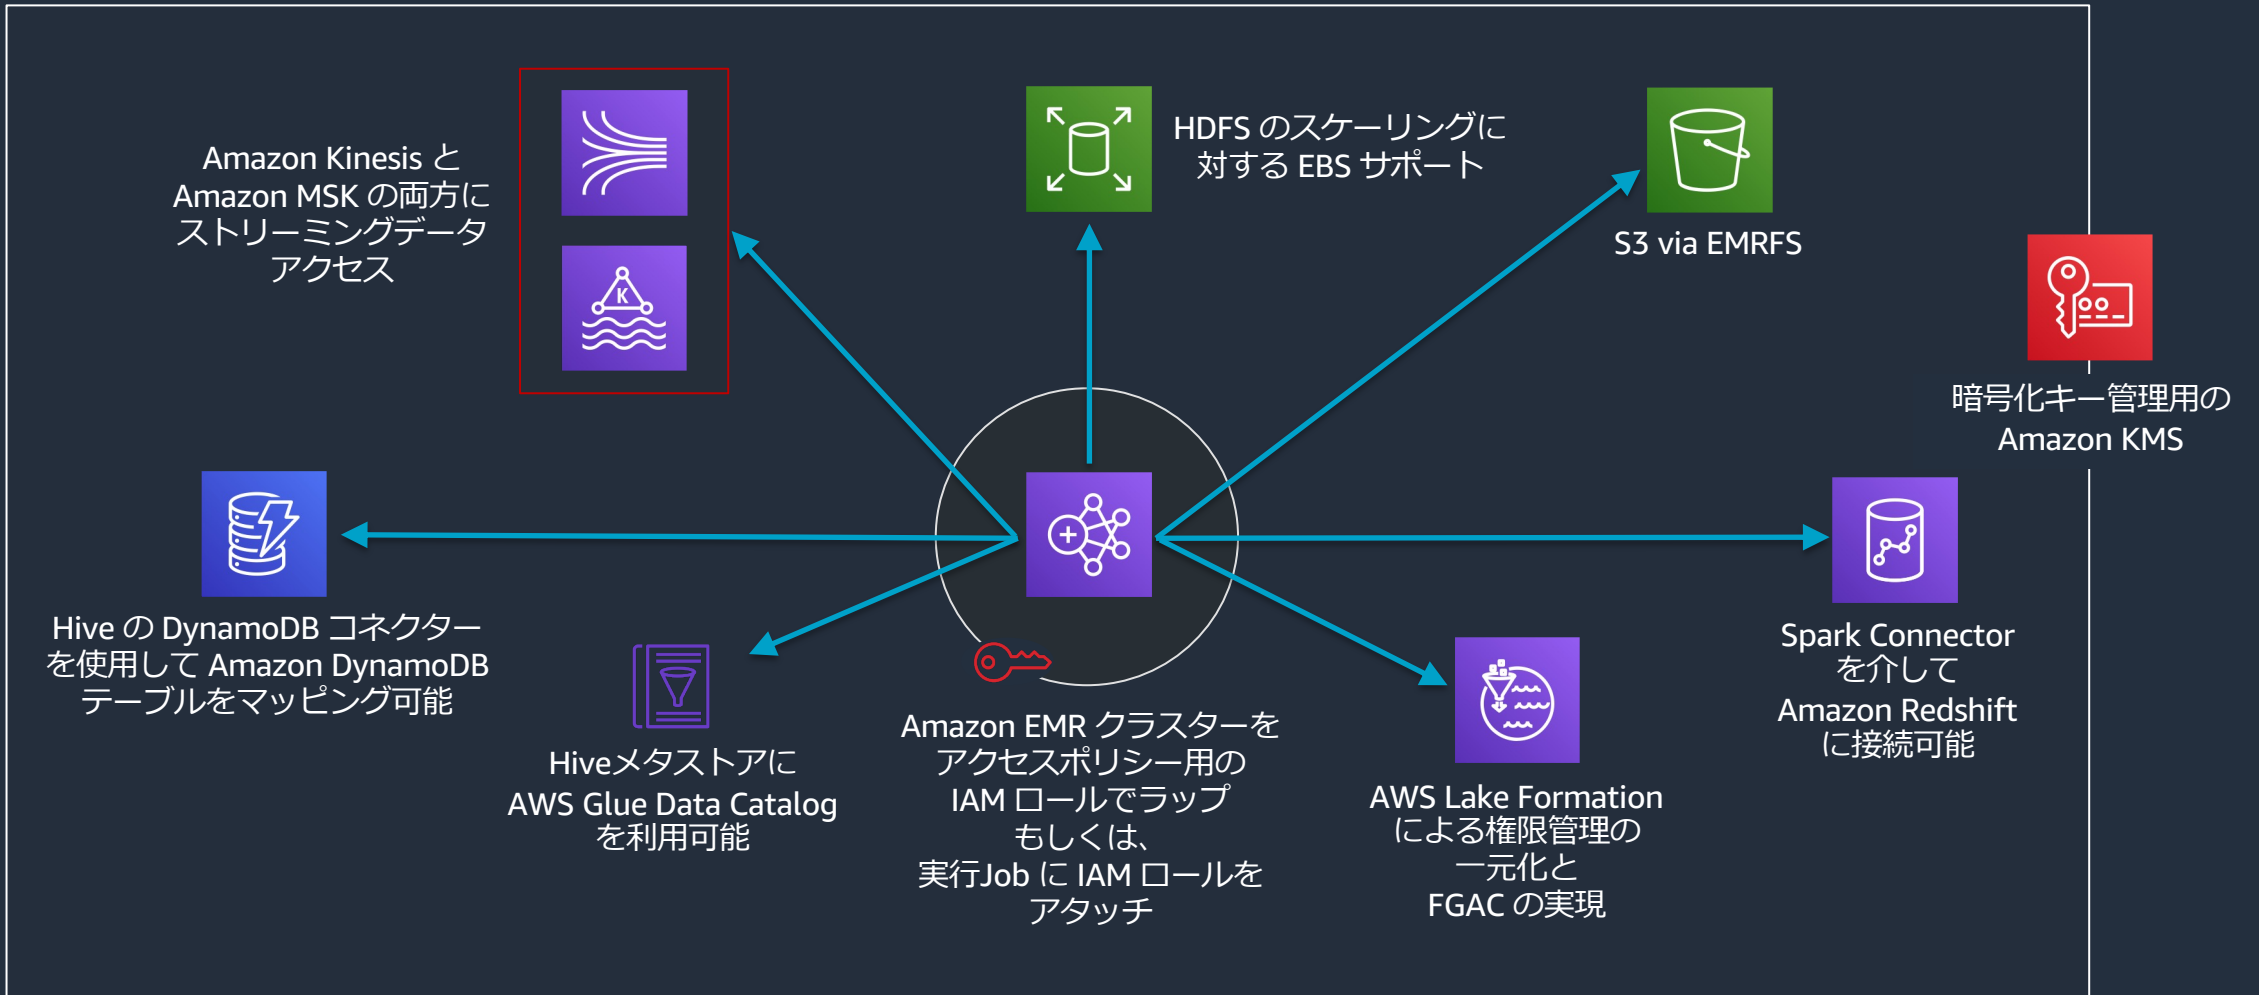 Amazon Kinesis と
Amazon MSK の両方に
ストリーミングデータ
アクセス
K
HDFS のスケーリングに
対する EBS サポート
S3 via EMRFS
暗号化キー管理用の
Amazon KMS
Hive の DynamoDB コネクター
を使用して Amazon DynamoDB
テーブルをマッピング可能
Hiveメタストアに
AWS Glue Data Catalog
を利用可能
Amazon EMR クラスターを
アクセスポリシー用の
IAM ロールでラップ
もしくは、
実行Job に IAM ロールを
アタッチ
AWS Lake Formation
による権限管理の
一元化と
FGAC の実現
Spark Connector
を介して
Amazon Redshift
に接続可能